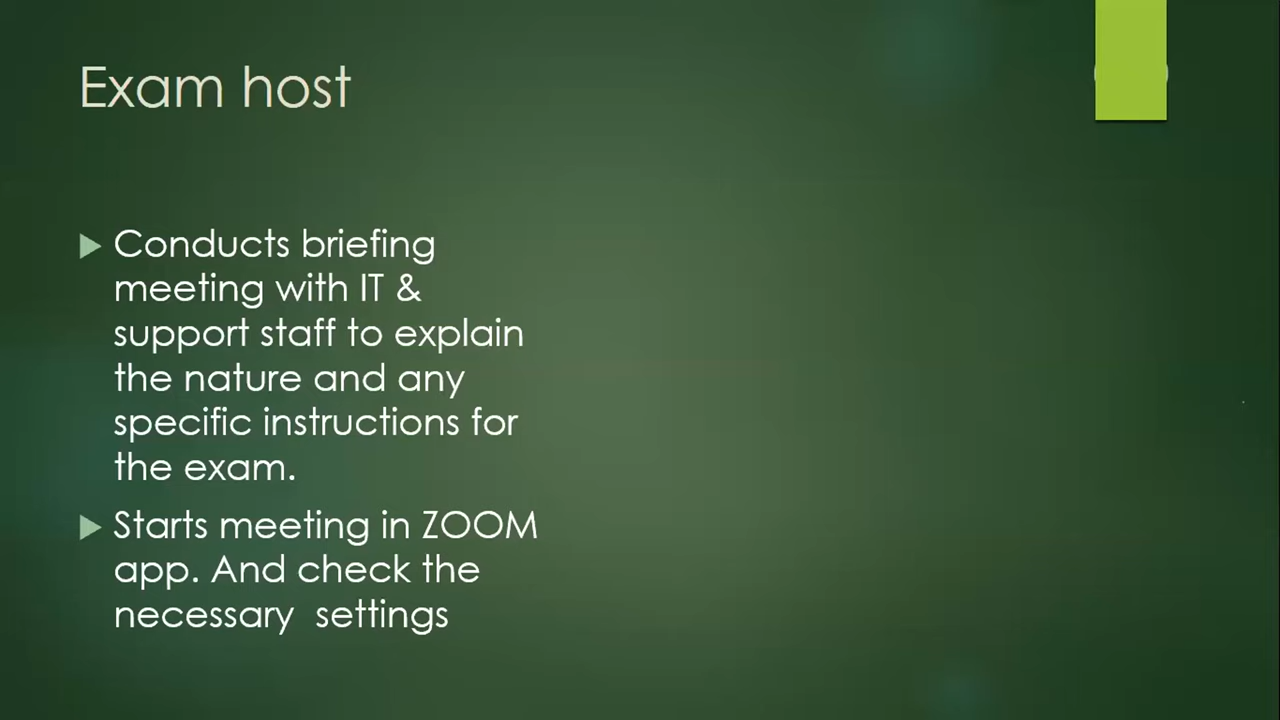 Exam host
Conducts briefing
meeting with IT &
support staff to explain
the nature and any
specific instructions for
the exam.
Starts meeting in ZOOM
app. And check the
necessary  settings